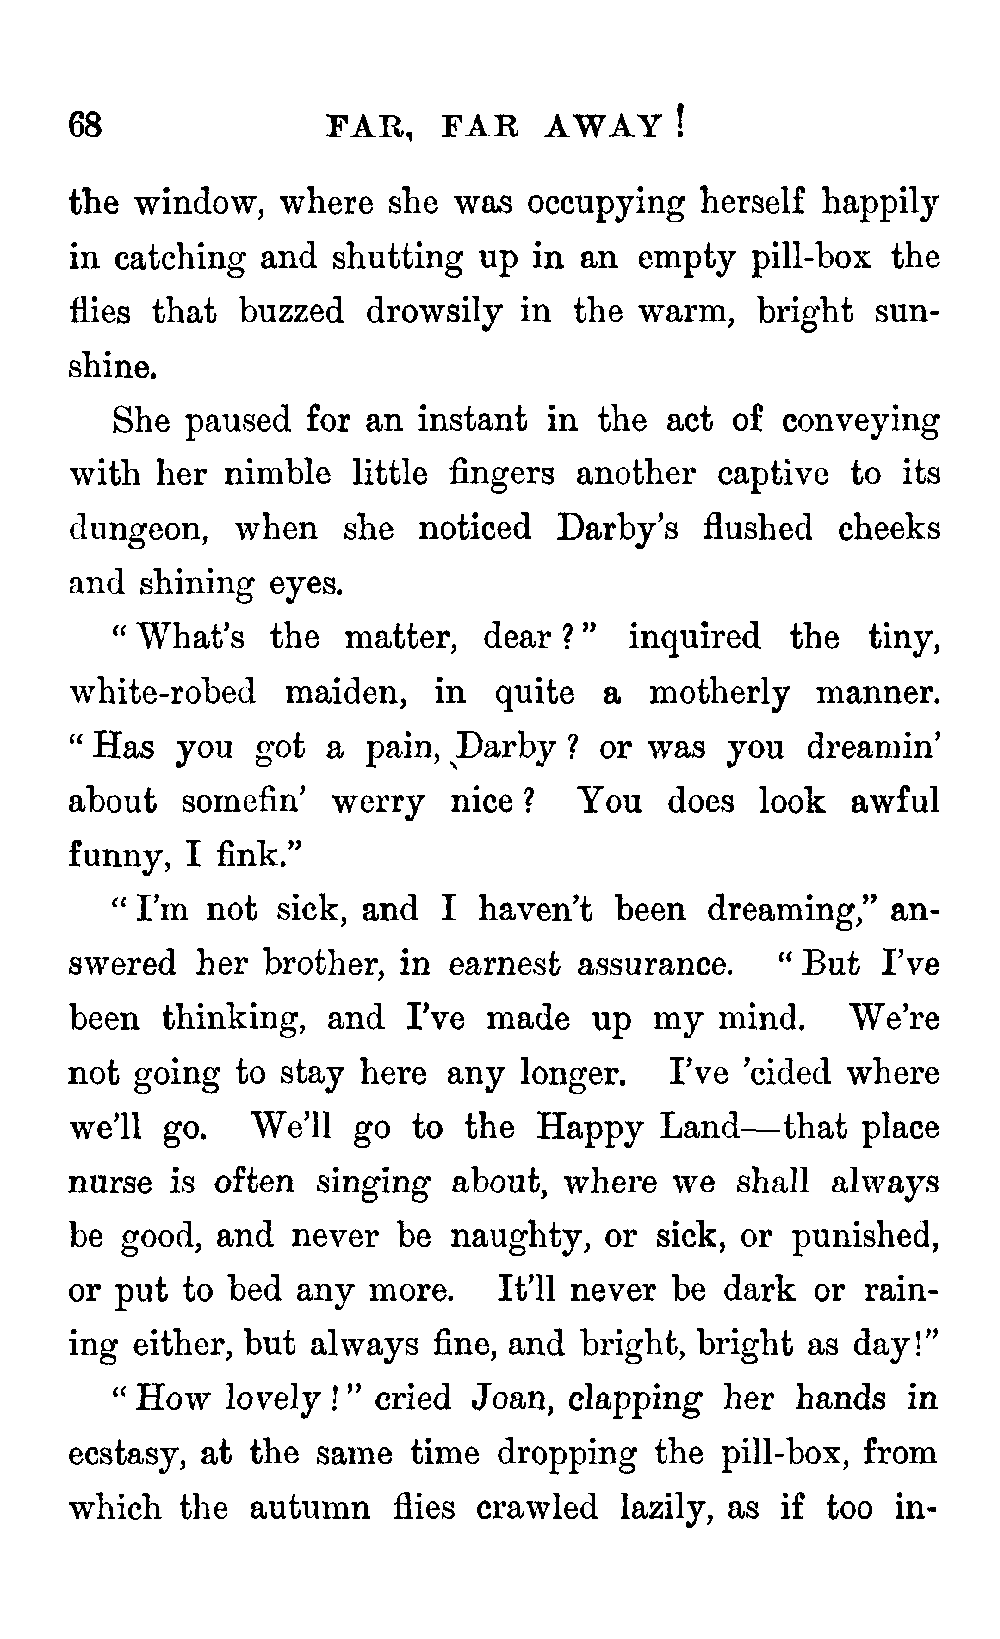 68 FAR, FAR AWAY!
the window, where she was occupying herself happily
in catching and shutting up in an empty pill-box the
flies that buzzed drowsily in the warm, bright sun-
shine.
She paused for an instant in the act of conveying
with her nimble little fingers another captive to its
dungeon, when she noticed Darby's flushed cheeks
and shining eyes.
"What's the matter, dear?" inquired the tiny,
white-robed maiden, in quite a motherly manner.
"Has you got a pain, Darby? or was you dreamin'
about somefin' werry nice? You does look awful
funny, I fink."
"I'm not sick, and I haven't been dreaming," an-
swered her brother, in earnest assurance. "But I've
been thinking, and I've made up my mind. We're
not going to stay here any longer. I've 'cided where
we'll go. We'll go to the Happy Land—that place
nurse is often singing about, where we shall always
be good, and never be naughty, or sick, or punished,
or put to bed any more. It'll never be dark or rain-
ing either, but always fine, and bright, bright as day!"
"How lovely!" cried Joan, clapping her hands in
ecstasy, at the same time dropping the pill-box, from
which the autumn flies crawled lazily, as if too in-